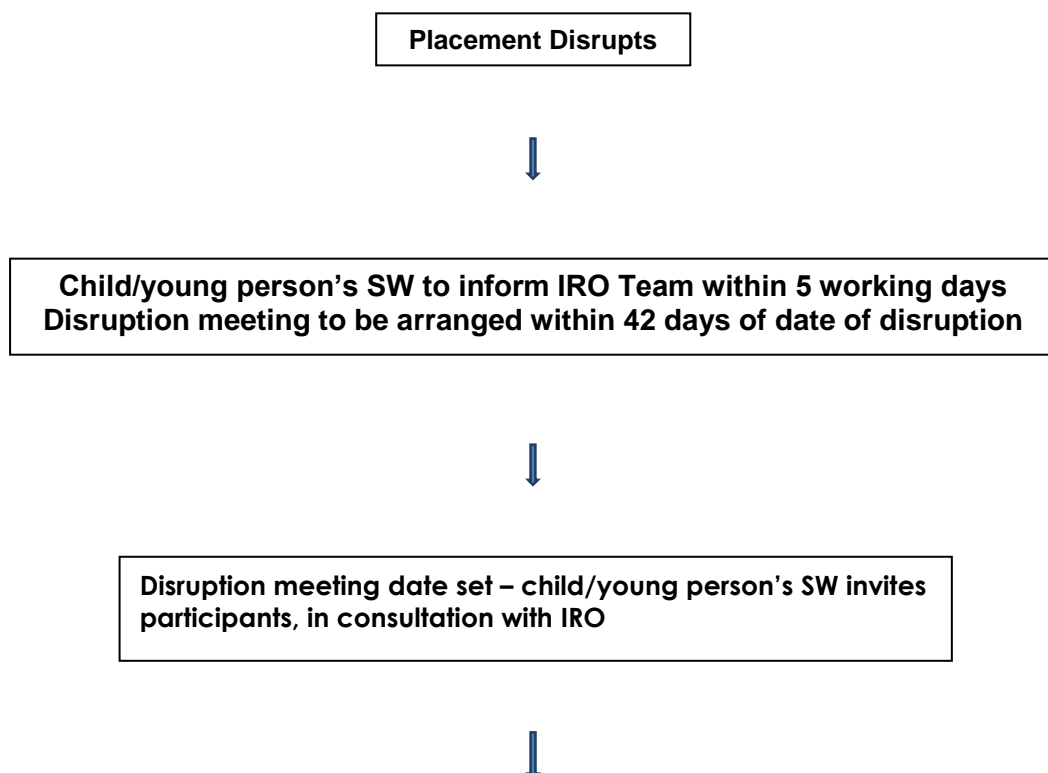 Placement Disrupts
Child/young person’s SW to inform IRO Team within 5 working days
Disruption meeting to be arranged within 42 days of date of disruption
Disruption meeting date set – child/young person’s SW invites
participants, in consultation with IRO